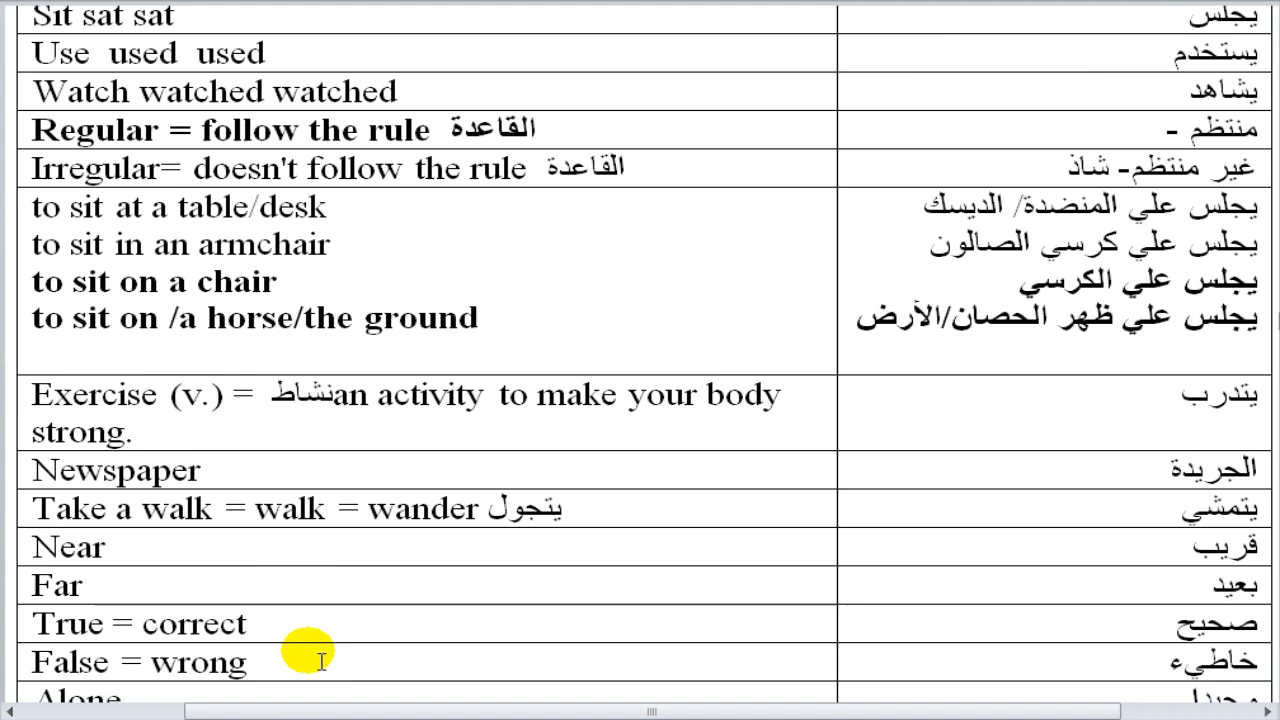 Sit sat sat يجلس
Use used used يستخدم
Watch watched watched يشاهد
Regular = follow the rule القاعدة منتظم -
Irregular= doesn't follow the rule القاعدة غير منتظم- شاذ
to sit at a table/desk يجلس علي المنضدة/ الديسك
to sit in an armchair يجلس علي كرسي الصالون
to sit on a chair يجلس علي الكرسي
to sit on /a horse/the ground يجلس علي ظهر الحصان/الأرض
Exercise (v.) = نشاطan activity to make your body يتدرب
strong.
Newspaper الجريدة
Take a walk = walk = wander يتجول يتمشي
Near قريب
Far بعيد
True = correct صحيح
False = wrong خاطيء
Alone